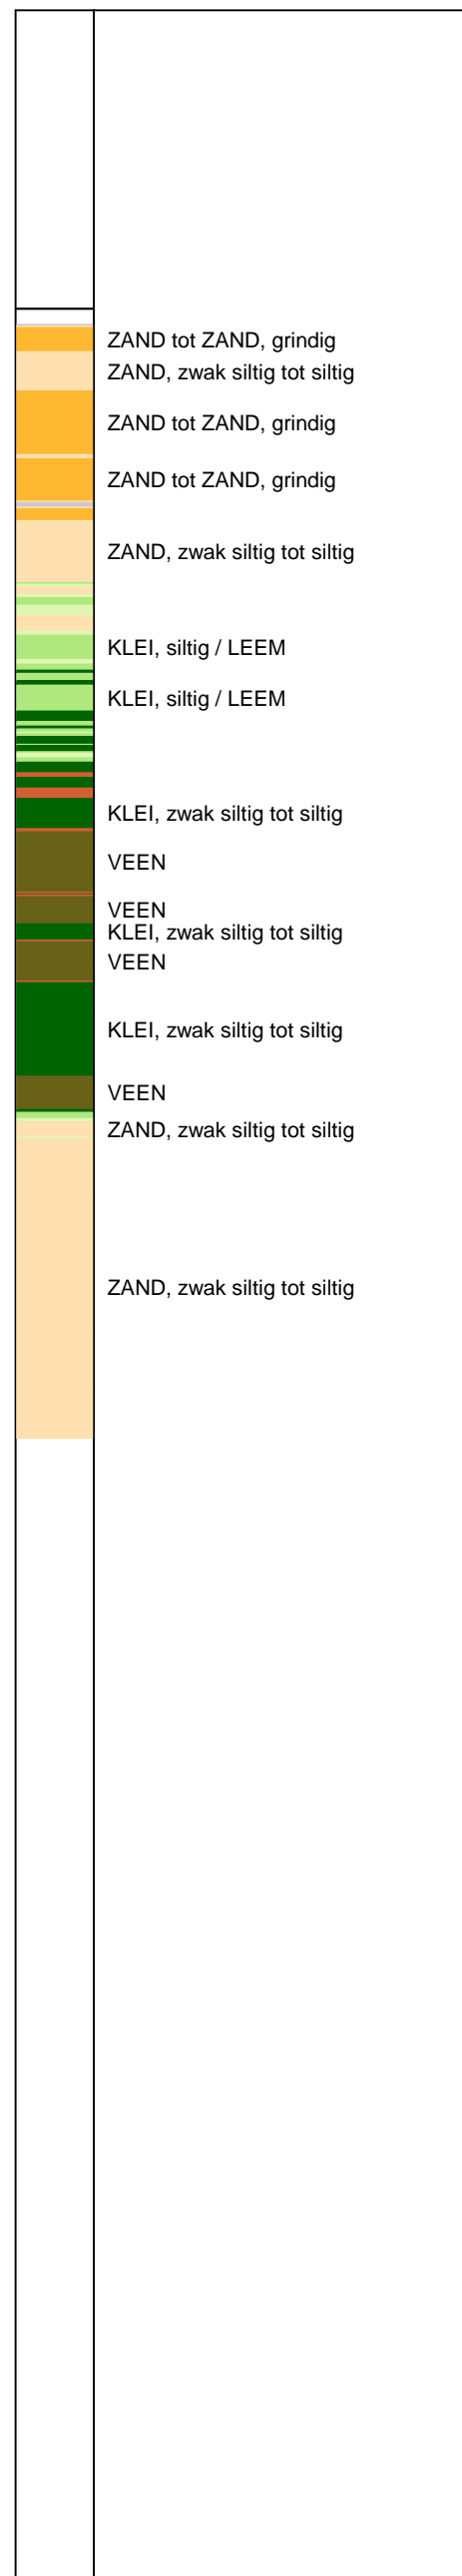 ZAND tot ZAND, grindig
ZAND, zwak siltig tot siltig
ZAND tot ZAND, grindig
ZAND tot ZAND, grindig
ZAND, zwak siltig tot siltig
KLEI, siltig / LEEM
KLEI, siltig / LEEM
KLEI, zwak siltig tot siltig
VEEN
VEEN
KLEI, zwak siltig tot siltig
VEEN
KLEI, zwak siltig tot siltig
VEEN
ZAND, zwak siltig tot siltig
ZAND, zwak siltig tot siltig